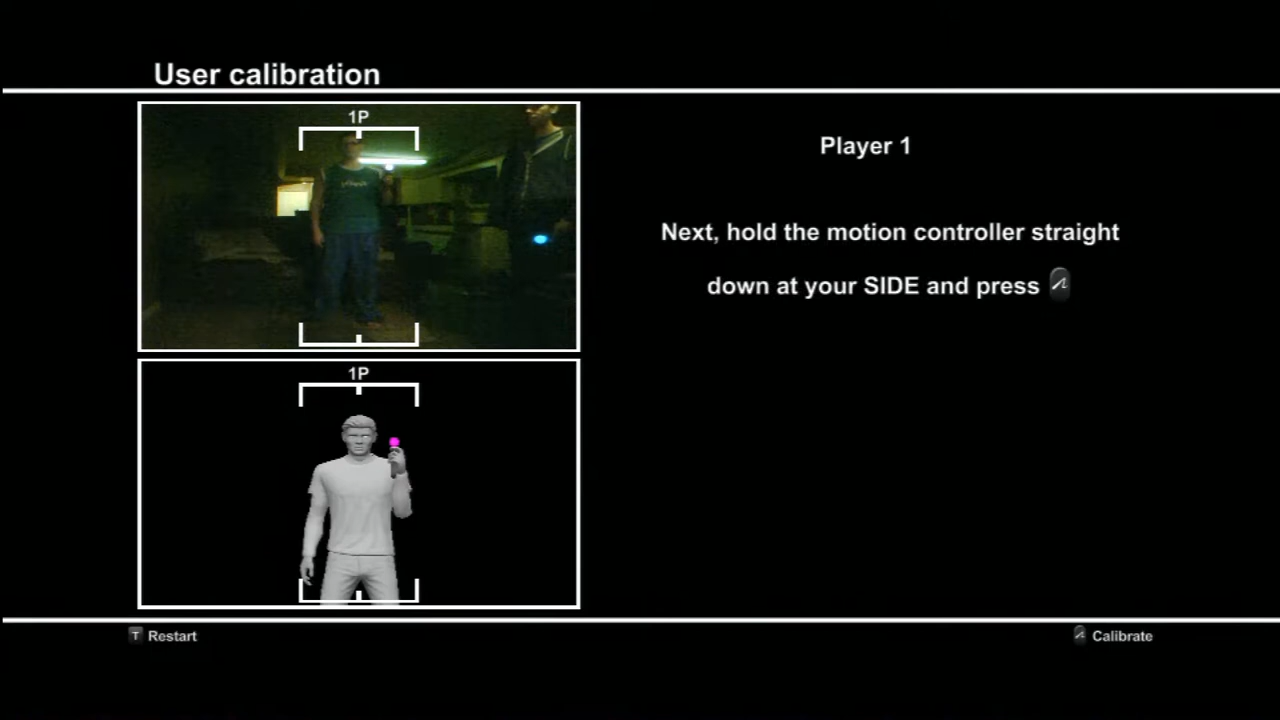 User calibration
1P
Player 1
Next, hold the motion controller straight
down at your SIDE and press
1P
T Restart
Calibrate